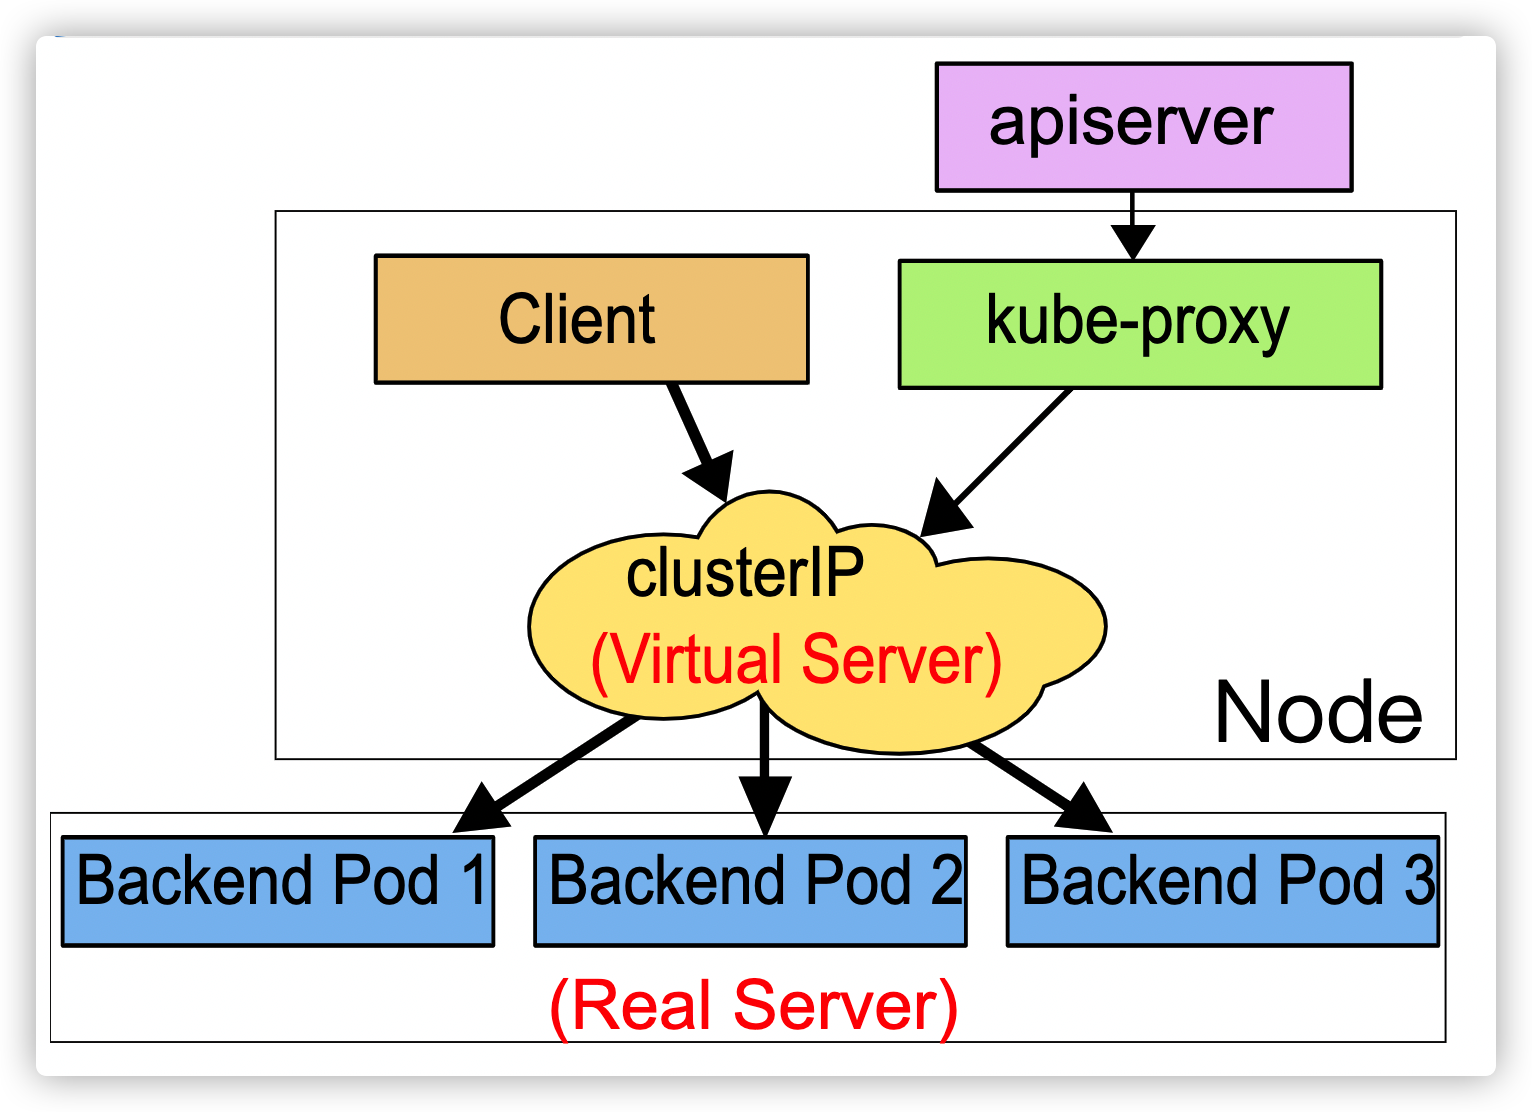 apiserver
Client
kube-proxy
clusterIP
(Virtual Server)
Node
Backend Pod 1
Backend Pod 2
Backend Pod 3
(Real Server)